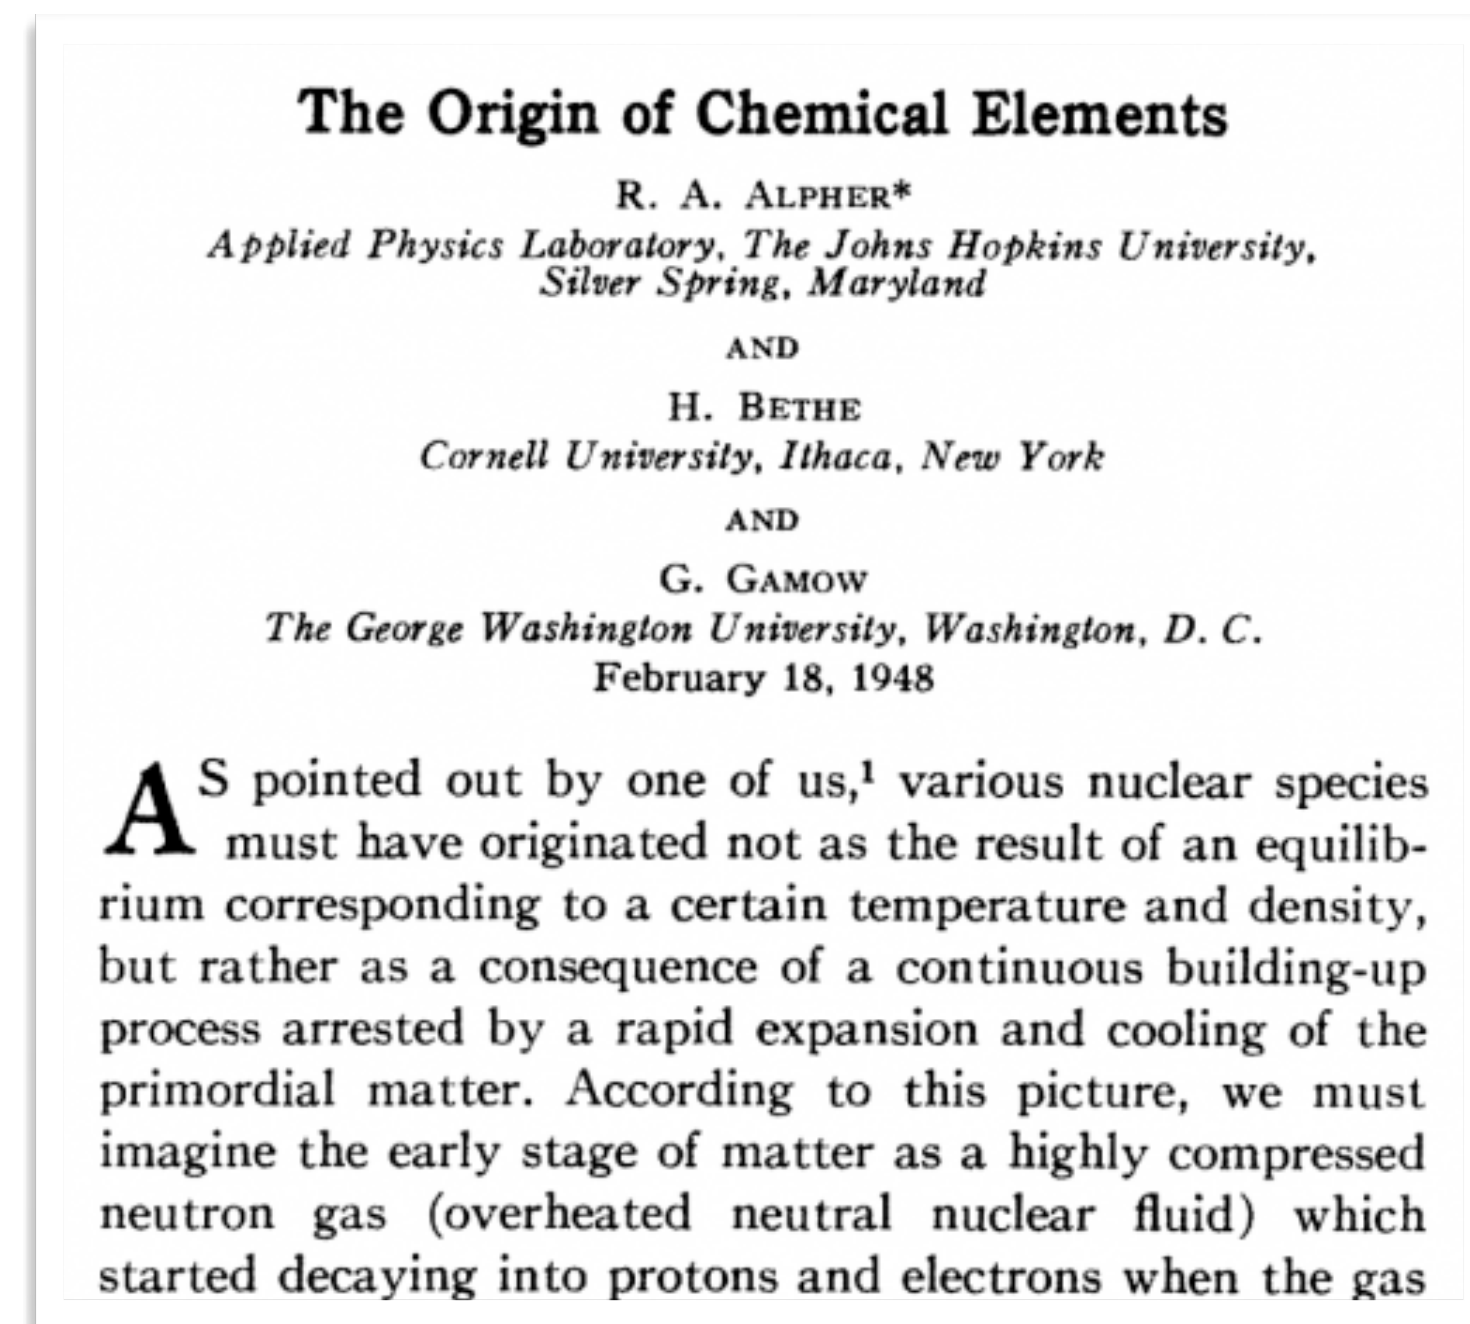 The Origin of Chemical Elements
R. A. ALPHER*
Applied Physics Laboratory, The Johns Hopkins University,
Silver Spring, Maryland
AND
H. BETHE
Cornell University, Ithaca, New York
AND
G. GAMOW
The George Washington University, Washington, D. C.
February 18, 1948
AS pointed out by one of us,¹ various nuclear species
must have originated not as the result of an equilib-
rium corresponding to a certain temperature and density,
but rather as a consequence of a continuous building-up
process arrested by a rapid expansion and cooling of the
primordial matter. According to this picture, we must
imagine the early stage of matter as a highly compressed
neutron gas (overheated neutral nuclear fluid) which
started decaying into protons and electrons when the gas